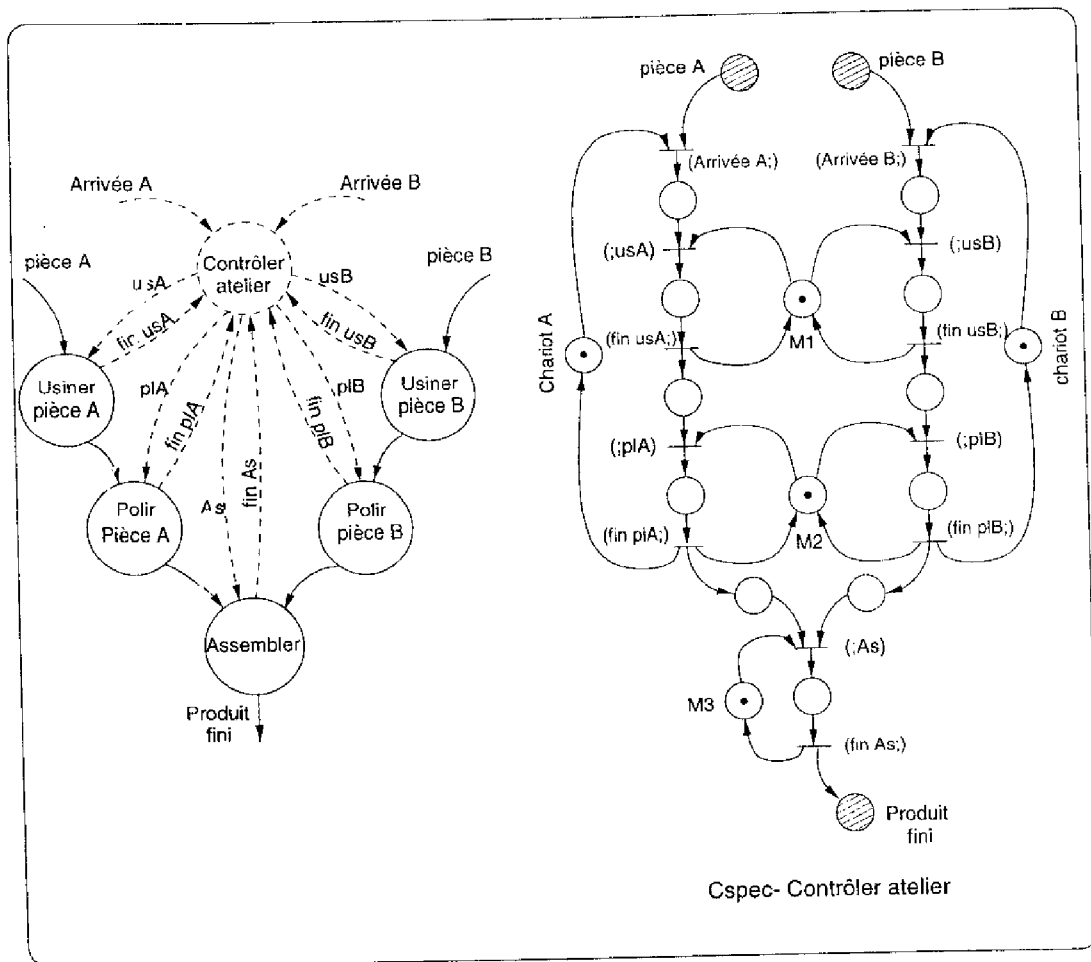 Arrivée A
Arrivée B
pièce A
Contrôler
atelier
pièce B
usA
usB
fin usA
fin usB
Usiner
pièce A
plA
fin plA
plB
fin plB
Usiner
pièce B
Polir
Pièce A
As
fin As
Polir
pièce B
Assembler
Produit
fini
pièce A
pièce B
(Arrivée A;)
(Arrivée B;)
(;usA)
(;usB)
Chariot A
M1
chariot B
(fin usA;)
(fin usB;)
(;plA)
(;plB)
M2
(fin plA;)
(fin plB;)
(;As)
M3
(fin As;)
Produit
fini
Cspec- Contrôler atelier